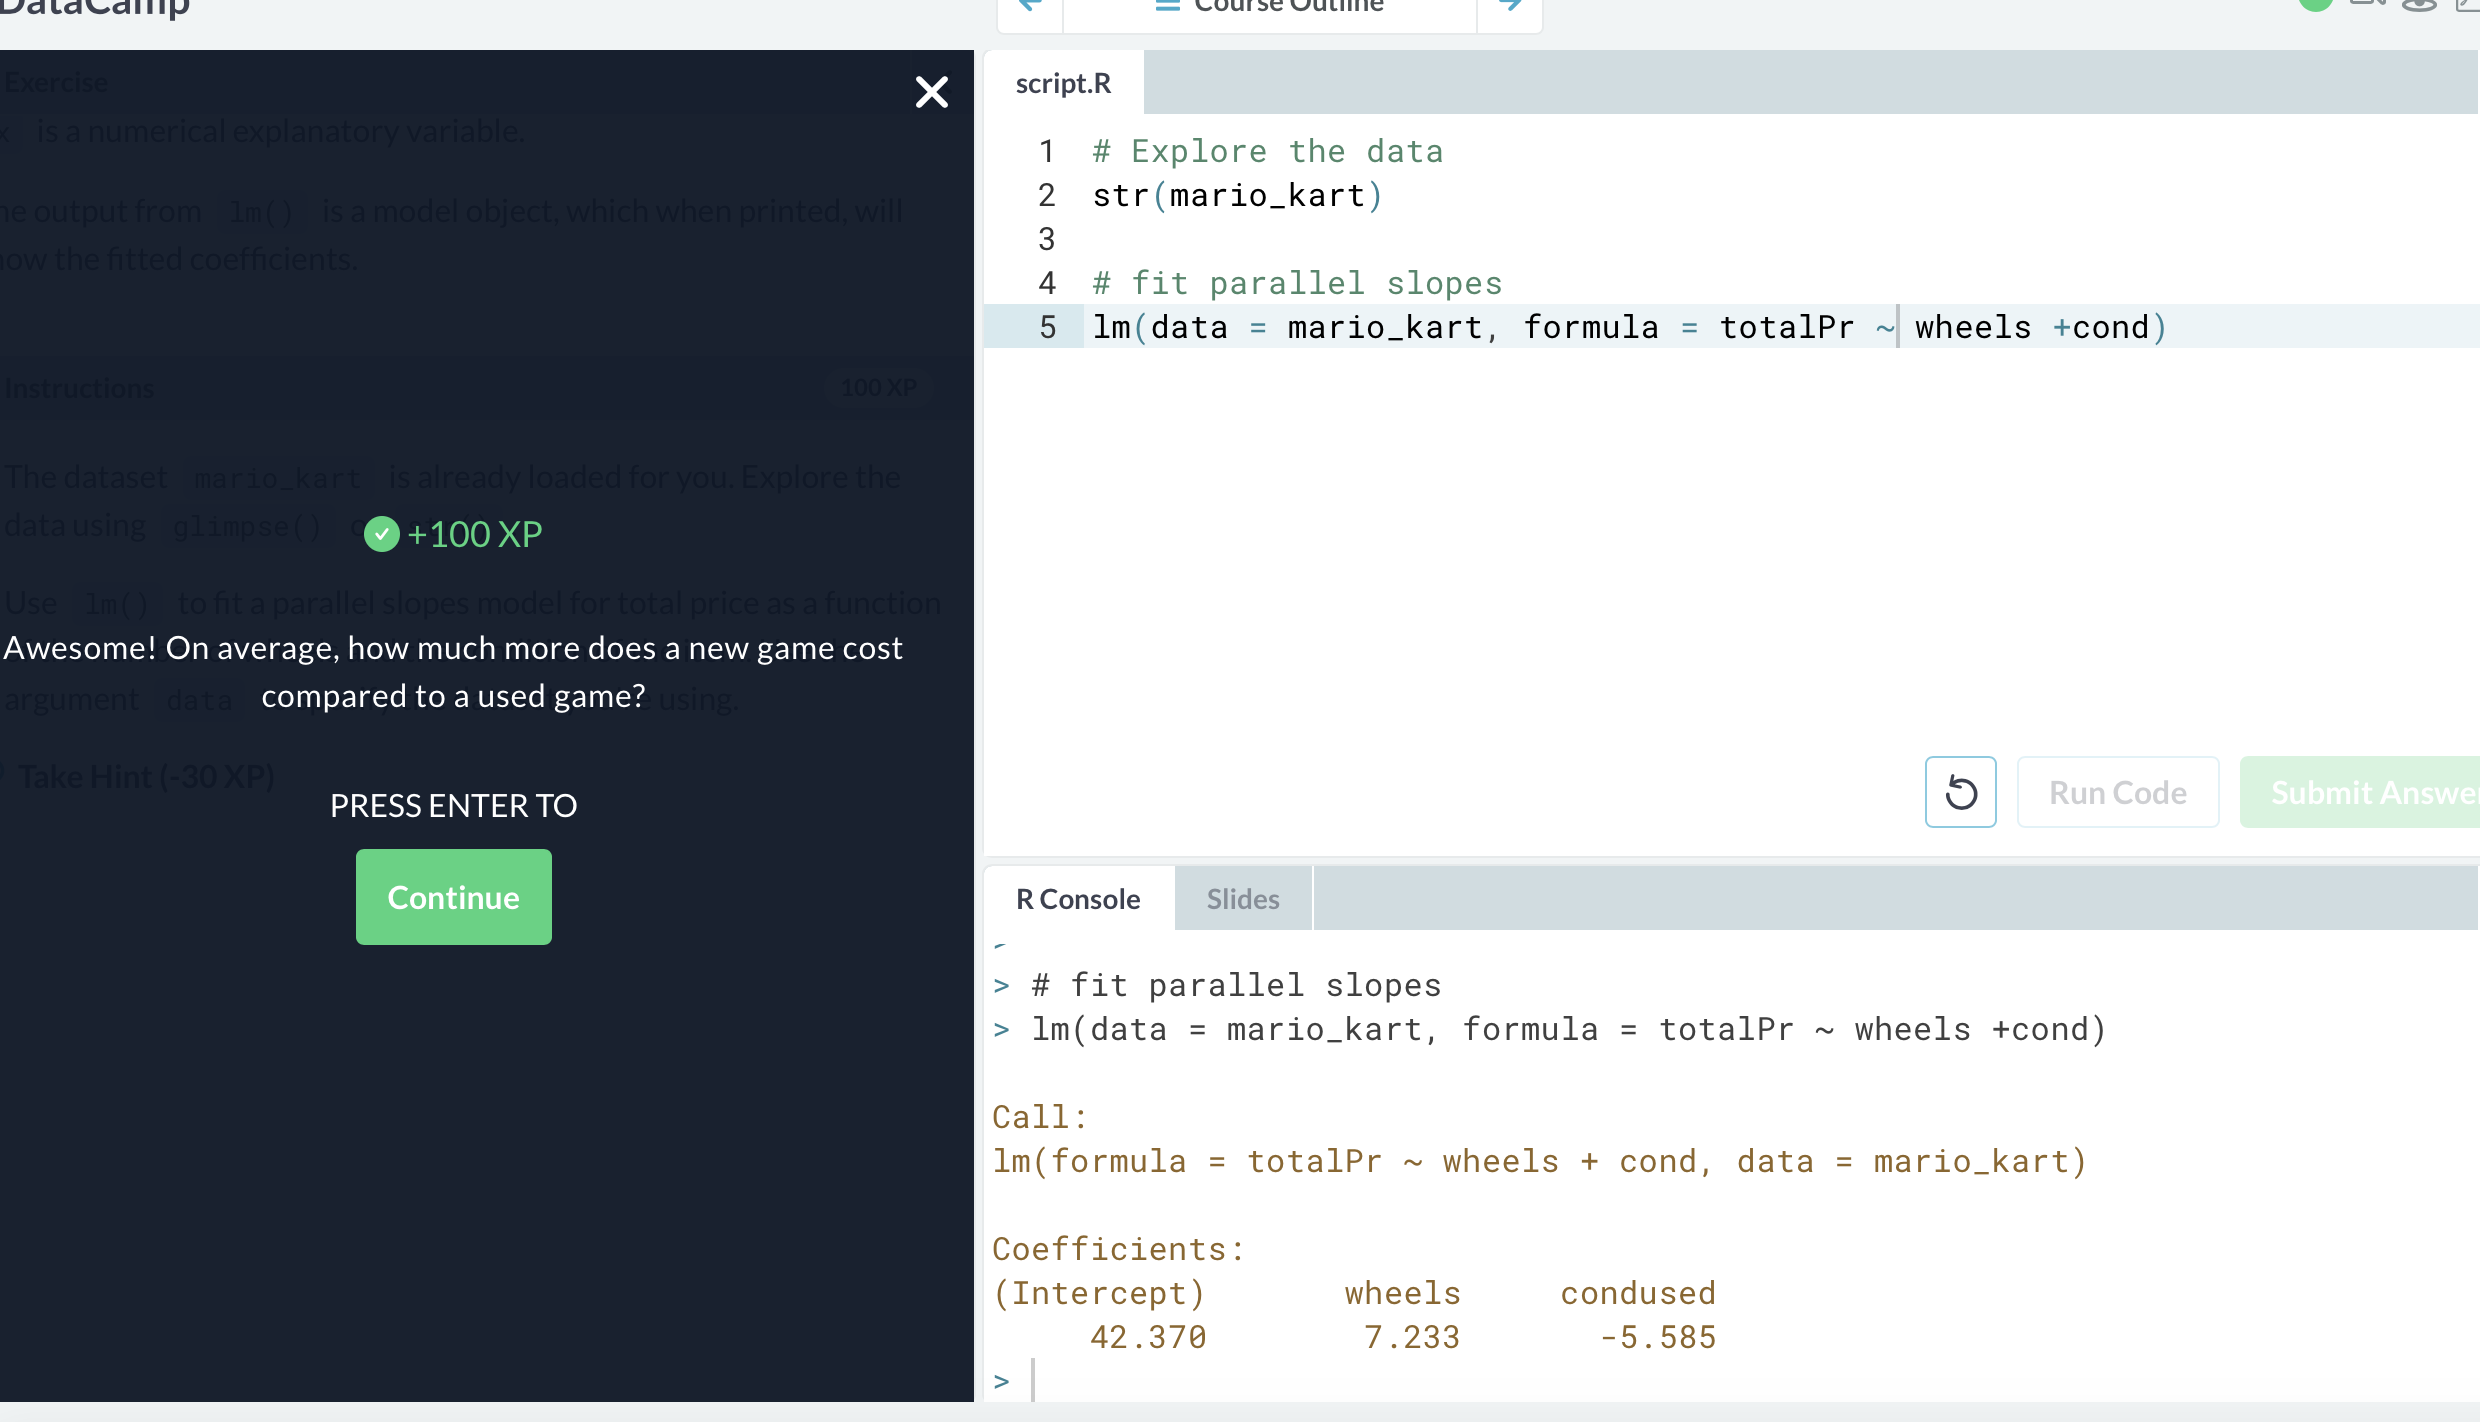 DataCamp
Course Outline
Exercise
x is a numerical explanatory variable.
he output from lm() is a model object, which when printed, will
how the fitted coefficients.
Instructions
100 XP
The dataset mario_kart is already loaded for you. Explore the
data using glimpse()
+100 XP
Use lm() to fit a parallel slopes model for total price as a function
Awesome! On average, how much more does a new game cost
compared to a used game?
argument data using.
Take Hint (-30 XP)
PRESS ENTER TO
Continue
script.R
1 # Explore the data
2 str(mario_kart)
3
4 # fit parallel slopes
5 lm(data = mario_kart, formula = totalPr ~ wheels +cond)
Run Code
Submit Answer
R Console
Slides
>
> # fit parallel slopes
> lm(data = mario_kart, formula = totalPr ~ wheels +cond)
Call:
lm(formula = totalPr ~ wheels + cond, data = mario_kart)
Coefficients:
(Intercept) wheels condused
42.370 7.233 -5.585
>